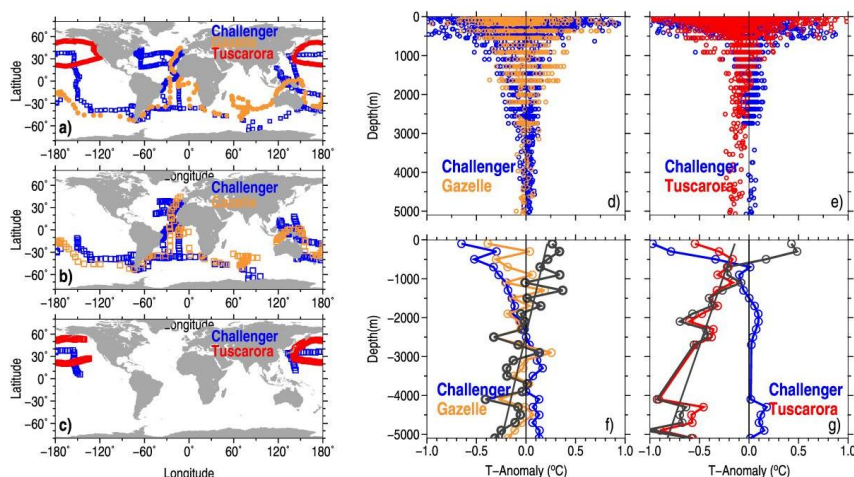 60°
30°
0°
−30°
−60°
Latitude
Challenger
Tuscarora
a)
−180 −120 −60 0 60 120 180
Longitude
60°
30°
0°
−30°
−60°
Latitude
Challenger
Gazelle
b)
−180 −120 −60 0 60 120 180
Longitude
60°
30°
0°
−30°
−60°
Latitude
Challenger
Tuscarora
c)
−180 −120 −60 0 60 120 180
Longitude
0
1000
2000
3000
4000
5000
Depth(m)
Challenger
Gazelle
d)
Challenger
Tuscarora
e)
0
−1000
−2000
−3000
−4000
−5000
Depth(m)
Challenger
Gazelle
f)
−1.0 −0.5 0.0 0.5 1.0
T−Anomaly (ºC)
Challenger
Tuscarora
g)
−0.5 0.0 0.5 1.0
T−Anomaly (ºC)